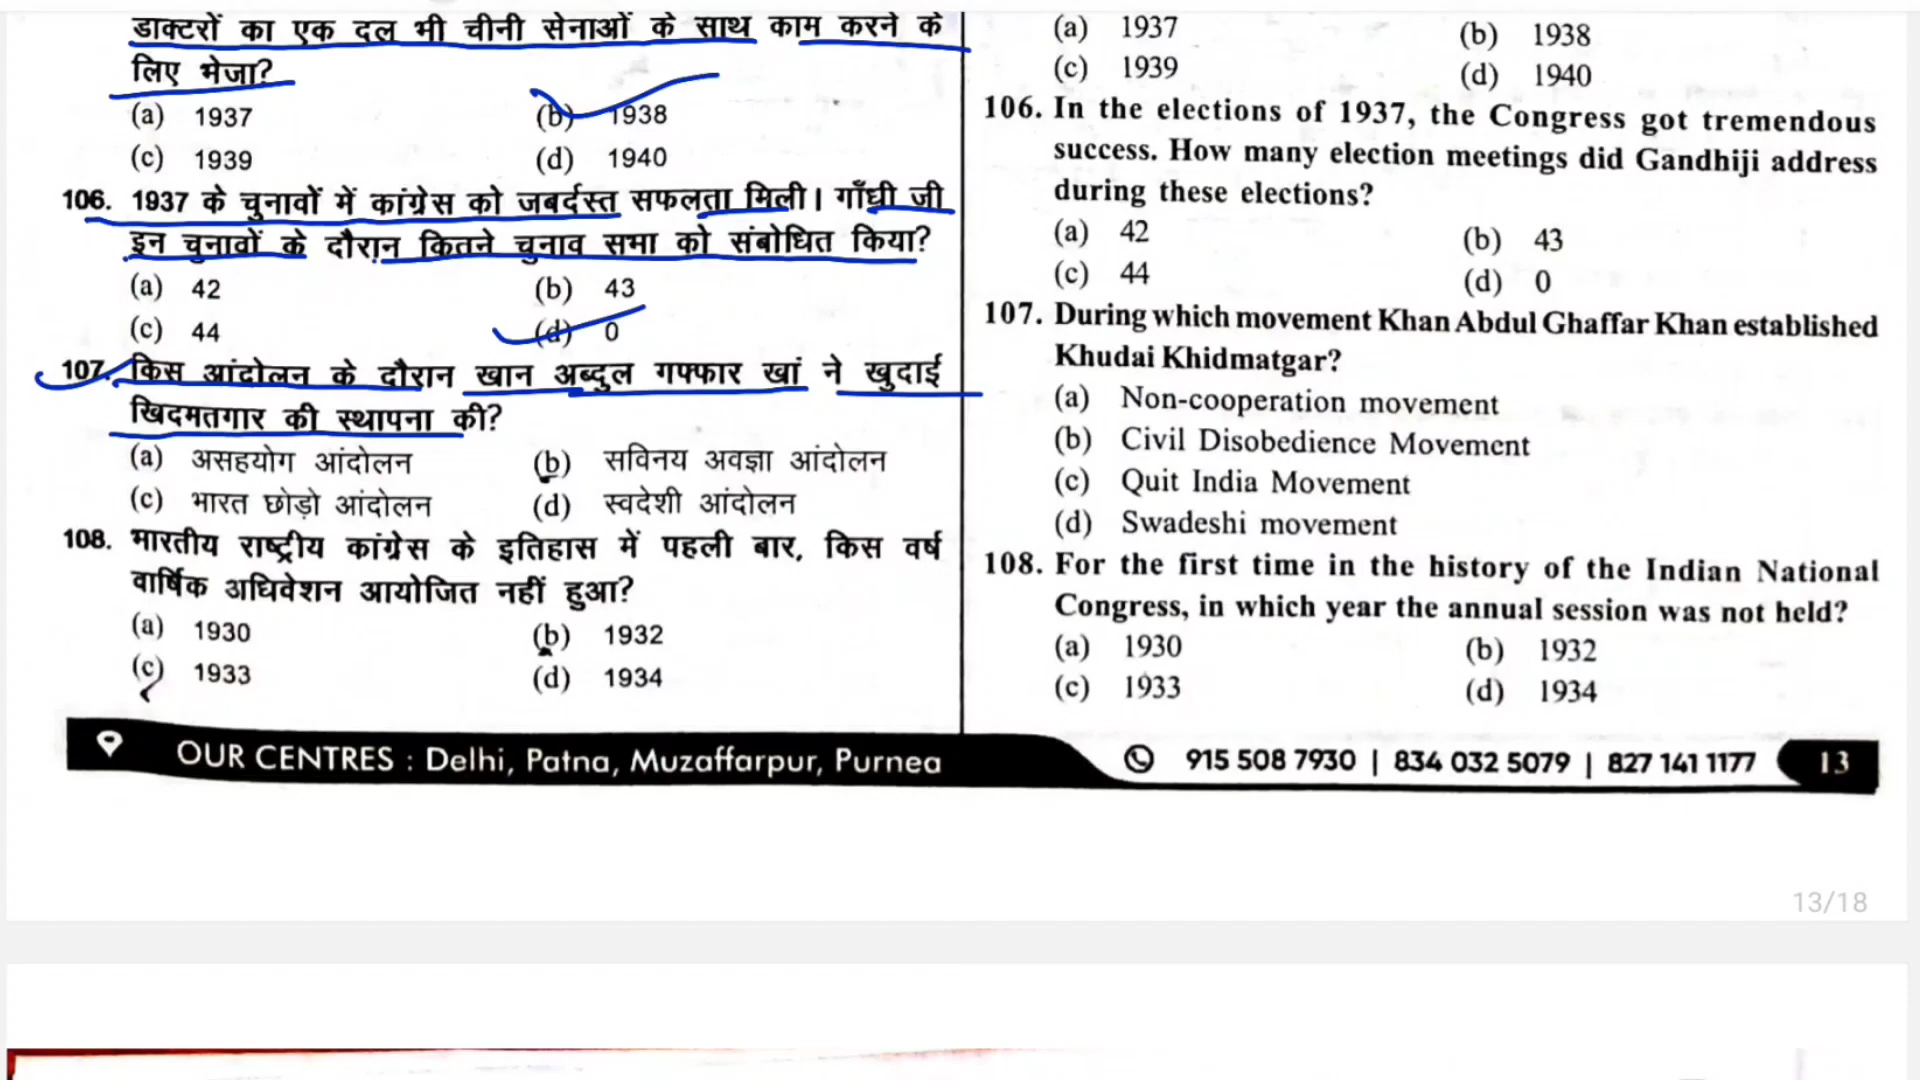 डाक्टरों का एक दल भी चीनी सेनाओं के साथ काम करने के
लिए भेजा?
(a) 1937 (b) 1938
(c) 1939 (d) 1940
106. 1937 के चुनावों में कांग्रेस को जबर्दस्त सफलता मिली। गाँधी जी
इन चुनावों के दौरान कितने चुनाव सभा को संबोधित किया?
(a) 42 (b) 43
(c) 44 (d) 0
107. किस आंदोलन के दौरान खान अब्दुल गफ्फार खां ने खुदाई
खिदमतगार की स्थापना की?
(a) असहयोग आंदोलन (b) सविनय अवज्ञा आंदोलन
(c) भारत छोड़ो आंदोलन (d) स्वदेशी आंदोलन
108. भारतीय राष्ट्रीय कांग्रेस के इतिहास में पहली बार, किस वर्ष
वार्षिक अधिवेशन आयोजित नहीं हुआ?
(a) 1930 (b) 1932
(c) 1933 (d) 1934
(a) 1937 (b) 1938
(c) 1939 (d) 1940
106. In the elections of 1937, the Congress got tremendous
success. How many election meetings did Gandhiji address
during these elections?
(a) 42 (b) 43
(c) 44 (d) 0
107. During which movement Khan Abdul Ghaffar Khan established
Khudai Khidmatgar?
(a) Non-cooperation movement
(b) Civil Disobedience Movement
(c) Quit India Movement
(d) Swadeshi movement
108. For the first time in the history of the Indian National
Congress, in which year the annual session was not held?
(a) 1930 (b) 1932
(c) 1933 (d) 1934
OUR CENTRES : Delhi, Patna, Muzaffarpur, Purnea 915 508 7930 | 834 032 5079 | 827 141 1177 13
13/18